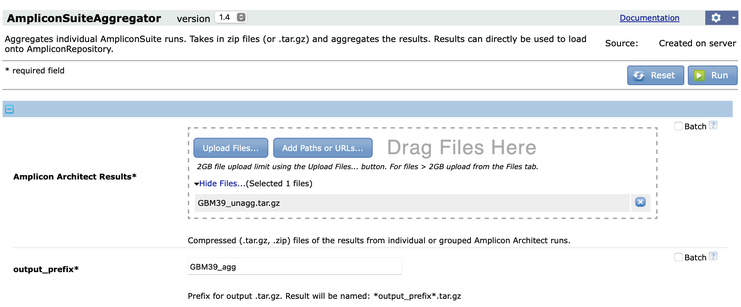 AmpliconSuiteAggregator version 1.4 Documentation
Aggregates individual AmpliconSuite runs. Takes in zip files (or .tar.gz) and aggregates the results. Results can directly be used to load
onto AmpliconRepository.
Source: Created on server
* required field
Reset Run
Batch ?
Upload Files... Add Paths or URLs... Drag Files Here
2GB file upload limit using the Upload Files... button. For files > 2GB upload from the Files tab.
Amplicon Architect Results*
Hide Files...(Selected 1 files)
GBM39_unagg.tar.gz
Compressed (.tar.gz, .zip) files of the results from individual or grouped Amplicon Architect runs.
Batch ?
output_prefix* GBM39_agg
Prefix for output .tar.gz. Result will be named: *output_prefix*.tar.gz